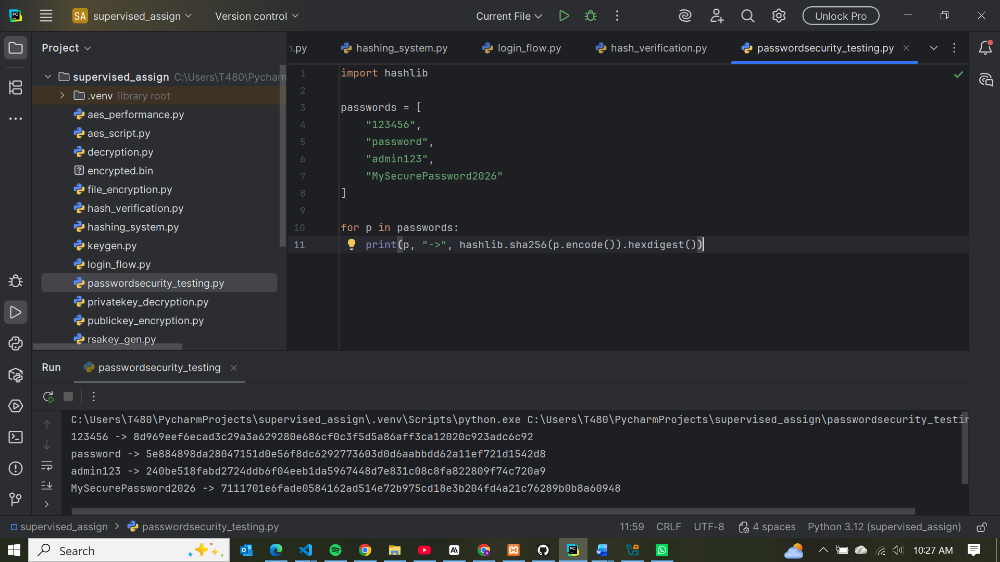 SA supervised_assign Version control Current File Unlock Pro
Project
n.py hashing_system.py login_flow.py hash_verification.py passwordsecurity_testing.py
supervised_assign C:\Users\T480\Pycharm
.venv library root
aes_performance.py
aes_script.py
decryption.py
encrypted.bin
file_encryption.py
hash_verification.py
hashing_system.py
keygen.py
login_flow.py
passwordsecurity_testing.py
privatekey_decryption.py
publickey_encryption.py
rsakey_gen.py
1 import hashlib
2
3 passwords = [
4 "123456",
5 "password",
6 "admin123",
7 "MySecurePassword2026"
8 ]
9
10 for p in passwords:
11 print(p, "->", hashlib.sha256(p.encode()).hexdigest())
Run passwordsecurity_testing
C:\Users\T480\PycharmProjects\supervised_assign\.venv\Scripts\python.exe C:\Users\T480\PycharmProjects\supervised_assign\passwordsecurity_testin
123456 -> 8d969eef6ecad3c29a3a629280e686cf0c3f5d5a86aff3ca12020c923adc6c92
password -> 5e884898da28047151d0e56f8dc6292773603d0d6aabbdd62a11ef721d1542d8
admin123 -> 240be518fabd2724ddb6f04eeb1da5967448d7e831c08c8fa822809f74c720a9
MySecurePassword2026 -> 7111701e6fade0584162ad514e72b975cd18e3b204fd4a21c76289b0b8a60948
supervised_assign passwordsecurity_testing.py 11:59 CRLF UTF-8 4 spaces Python 3.12 (supervised_assign)
Search 10:27 AM